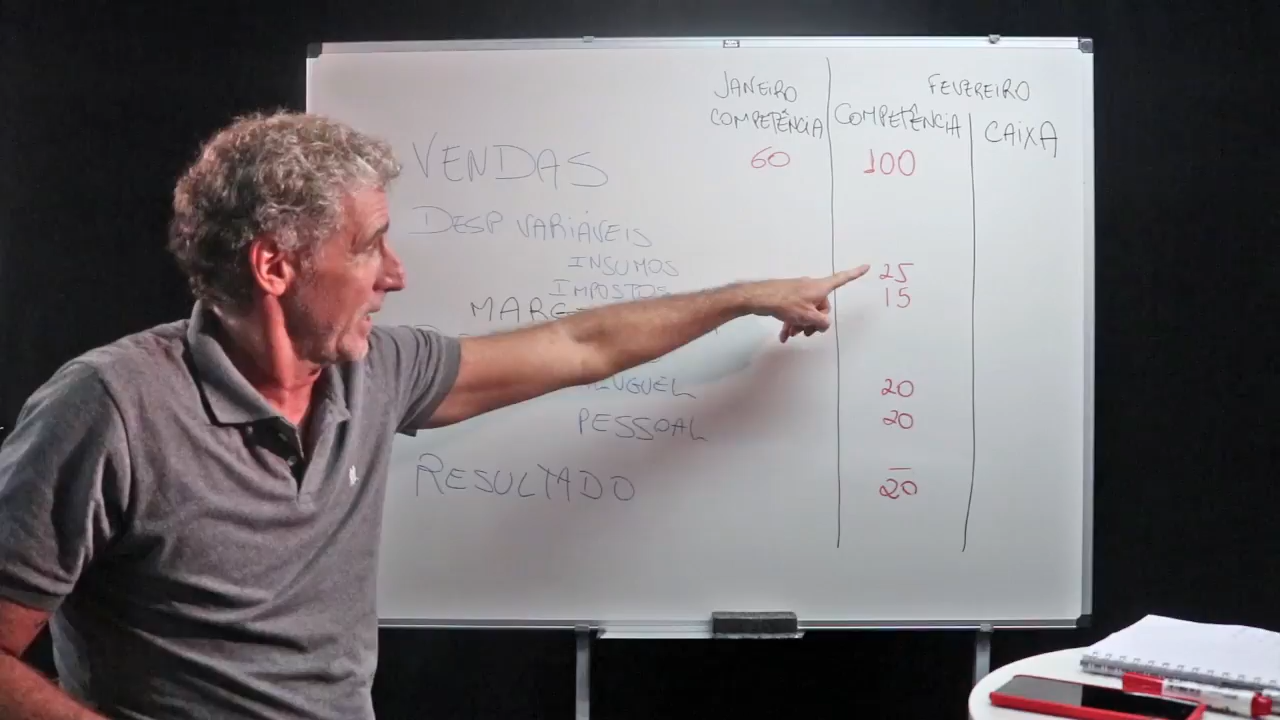 JANEIRO FEVEREIRO
COMPETÊNCIA COMPETÊNCIA CAIXA
VENDAS 60 100
DESP VARIÁVEIS
INSUMOS 25
IMPOSTOS 15
ALUGUEL 20
PESSOAL 20
RESULTADO 20